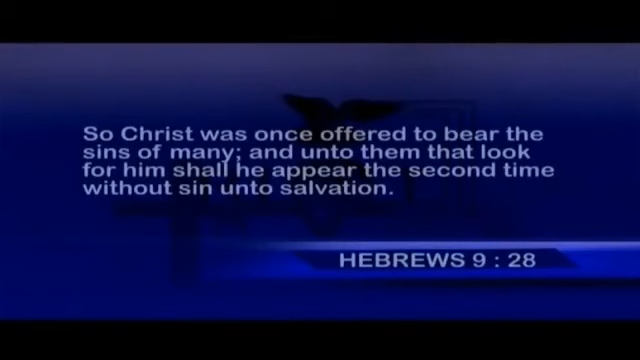 So Christ was once offered to bear the
sins of many; and unto them that look
for him shall he appear the second time
without sin unto salvation.
HEBREWS 9 : 28